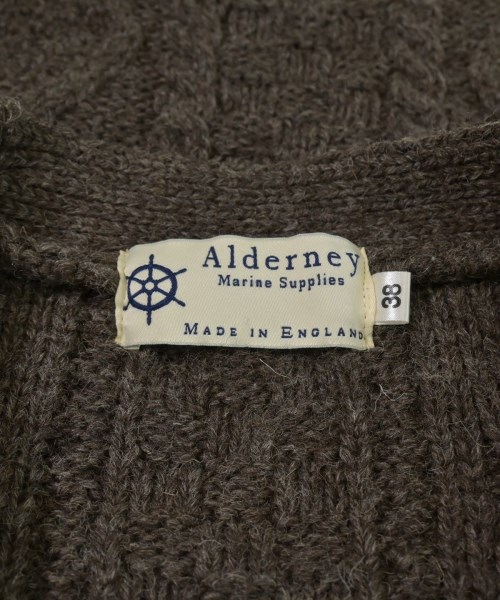 Alderney
Marine Supplies
MADE IN ENGLAND
38